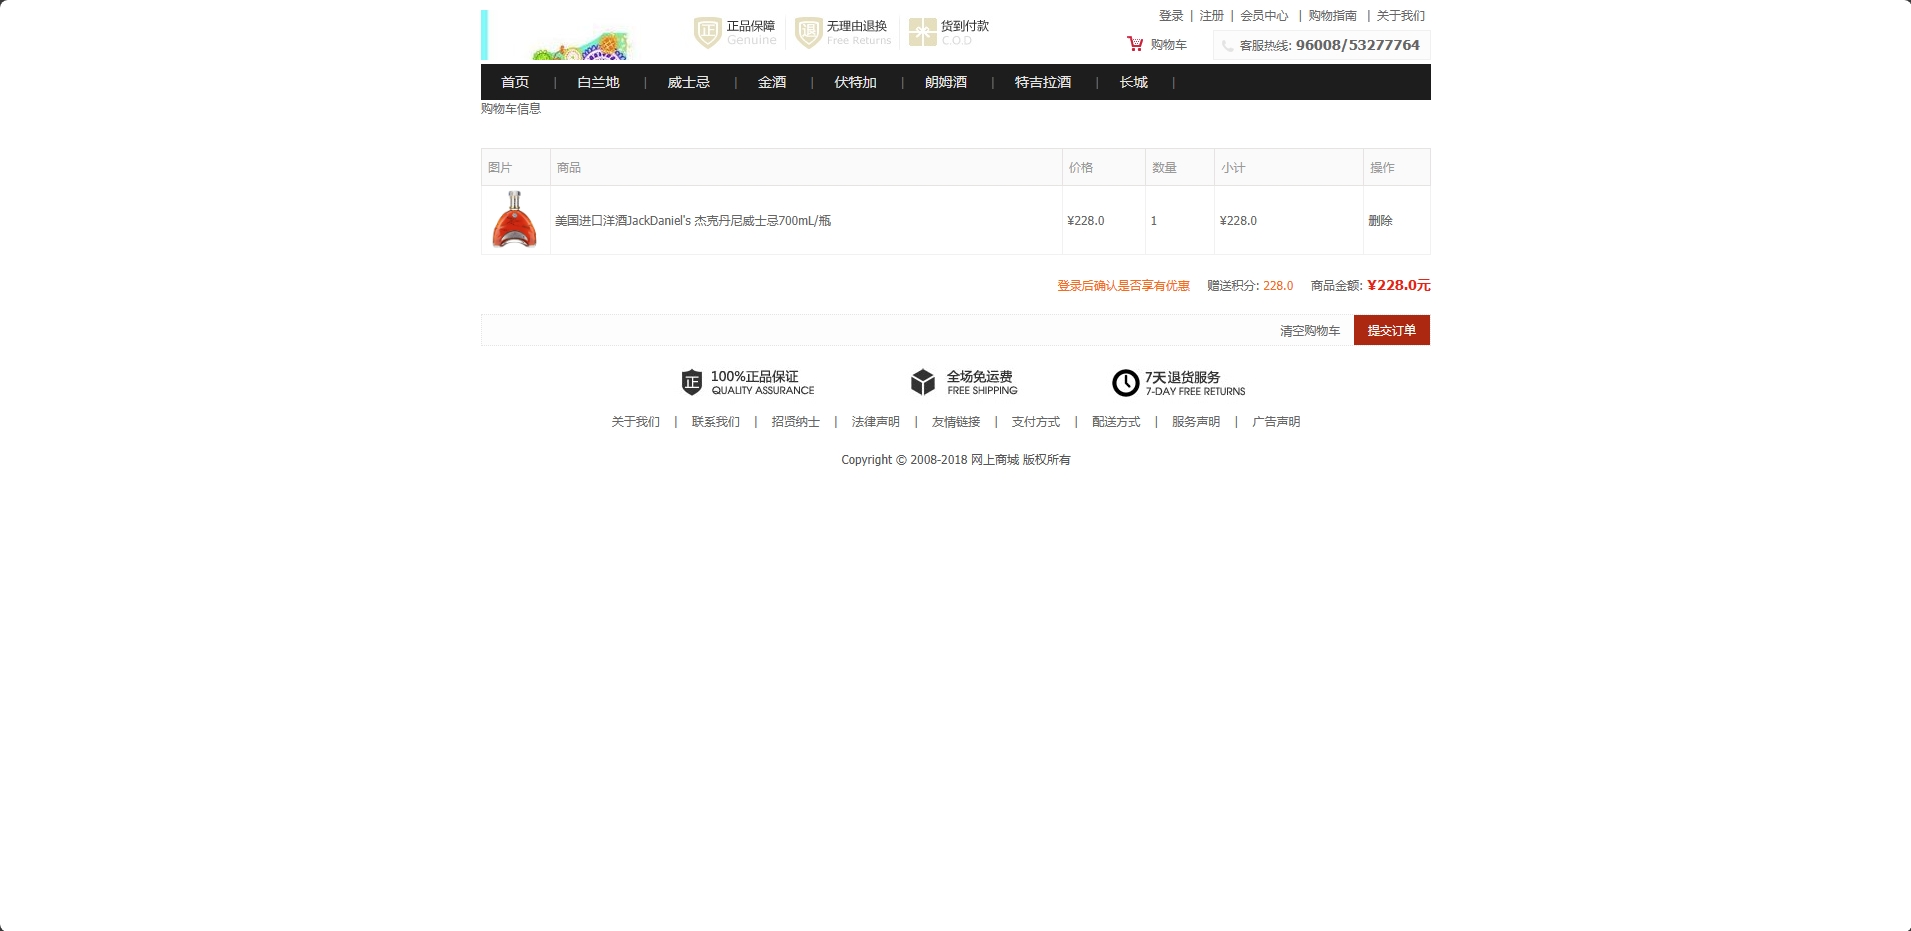 正品保障 无理由退换 货到付款
Genuine Free Returns C.O.D
登录 | 注册 | 会员中心 | 购物指南 | 关于我们
购物车 客服热线: 96008/53277764
首页 | 白兰地 | 威士忌 | 金酒 | 伏特加 | 朗姆酒 | 特吉拉酒 | 长城 |
购物车信息
图片 商品 价格 数量 小计 操作
美国进口洋酒JackDaniel's 杰克丹尼威士忌700mL/瓶 ¥228.0 1 ¥228.0 删除
登录后确认是否享有优惠 赠送积分: 228.0 商品金额: ¥228.0元
清空购物车 提交订单
100%正品保证 全场免运费 7天退货服务
QUALITY ASSURANCE FREE SHIPPING 7-DAY FREE RETURNS
关于我们 | 联系我们 | 招贤纳士 | 法律声明 | 友情链接 | 支付方式 | 配送方式 | 服务声明 | 广告声明
Copyright © 2008-2018 网上商城 版权所有